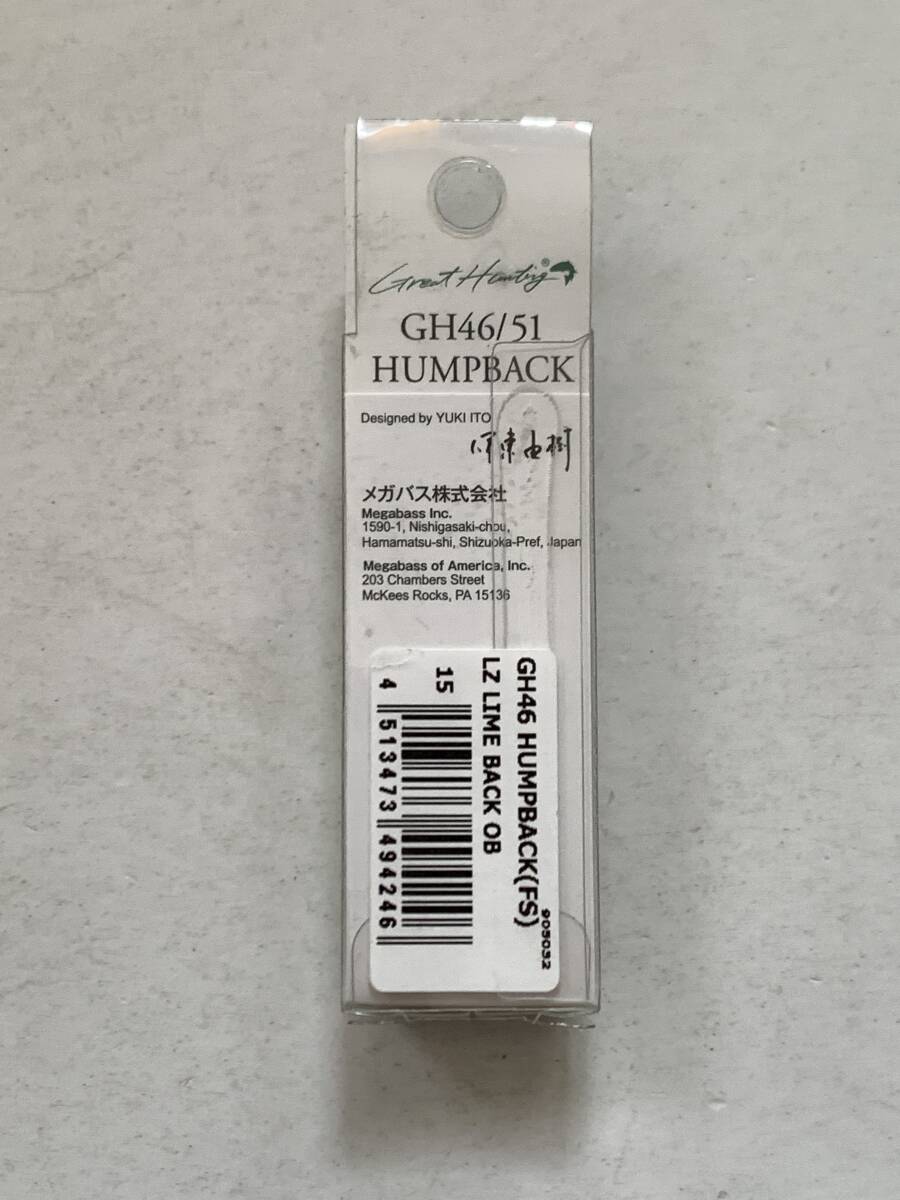 Great Hunting®
GH46/51
HUMPBACK
Designed by YUKI ITO
伊東由樹
メガバス株式会社
Megabass Inc.
1590-1, Nishigasaki-chou,
Hamamatsu-shi, Shizuoka-Pref, Japan
Megabass of America, Inc.
203 Chambers Street
McKees Rocks, PA 15136
905032
GH46 HUMPBACK(FS)
LZ LIME BACK OB
15
4 513473 494246